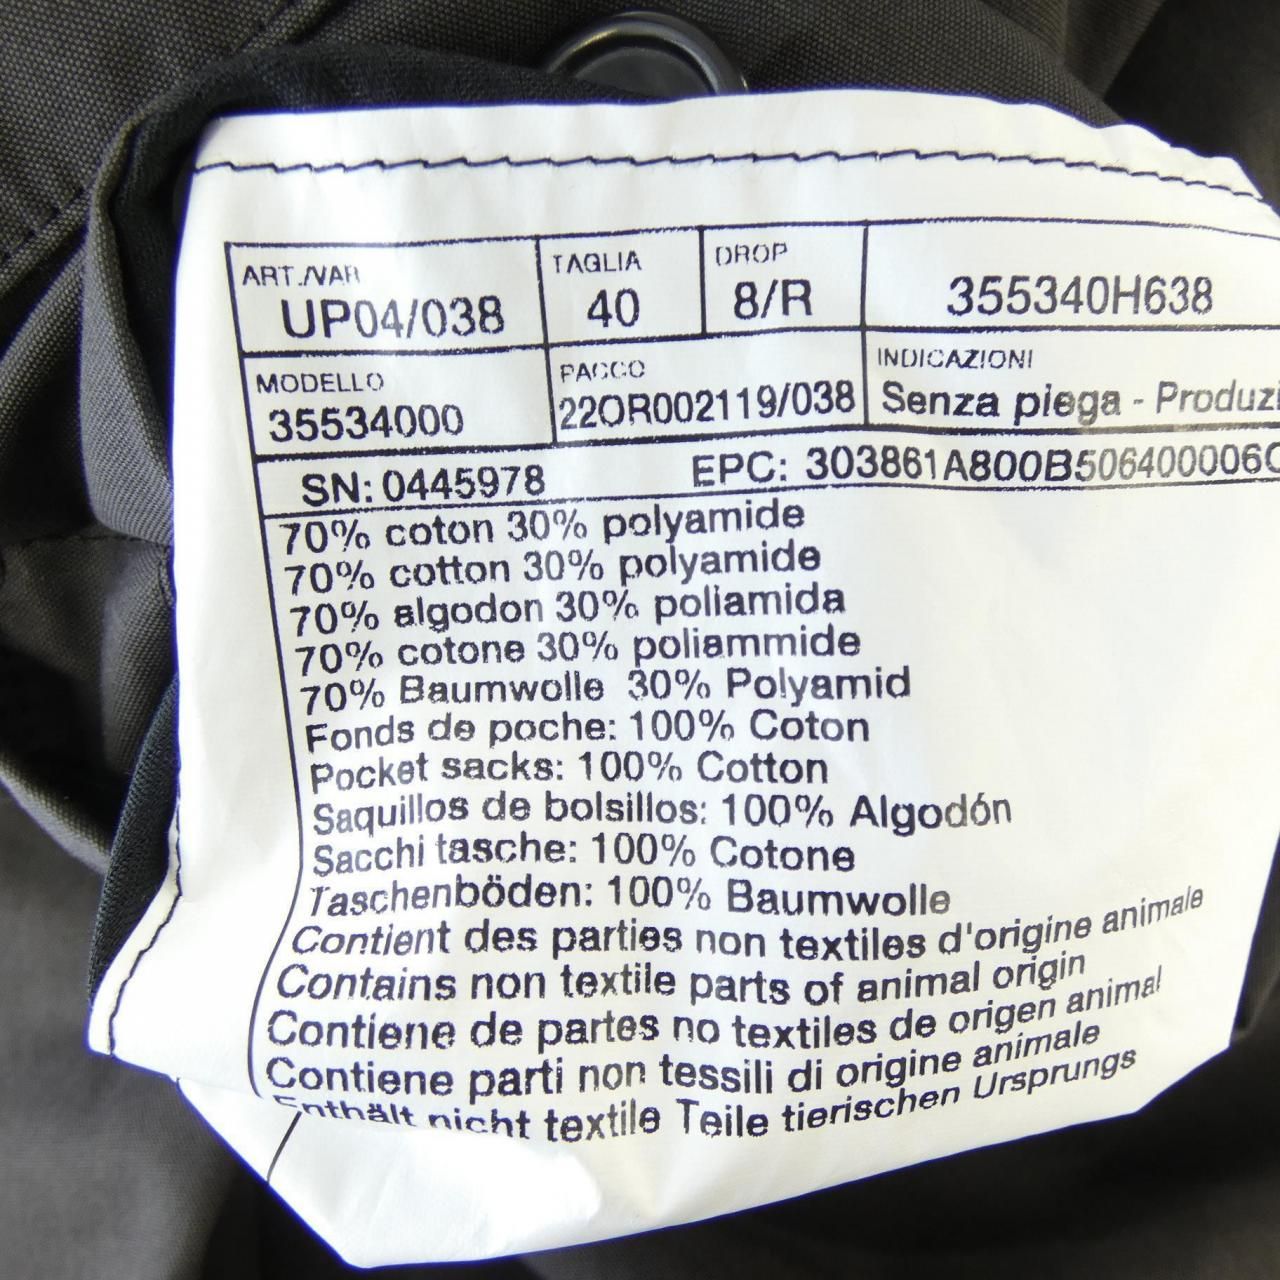 ART./VAR TAGLIA DROP
UP04/038 40 8/R 355340H638
MODELLO PACCO INDICAZIONI
35534000 22OR002119/038 Senza piega - Produzi
SN: 0445978 EPC: 303861A800B506400006C
70% coton 30% polyamide
70% cotton 30% polyamide
70% algodon 30% poliamida
70% cotone 30% poliammide
70% Baumwolle 30% Polyamid
Fonds de poche: 100% Coton
Pocket sacks: 100% Cotton
Saquillos de bolsillos: 100% Algodón
Sacchi tasche: 100% Cotone
Taschenböden: 100% Baumwolle
Contient des parties non textiles d'origine animale
Contains non textile parts of animal origin
Contiene de partes no textiles de origen animal
Contiene parti non tessili di origine animale
Enthält nicht textile Teile tierischen Ursprungs